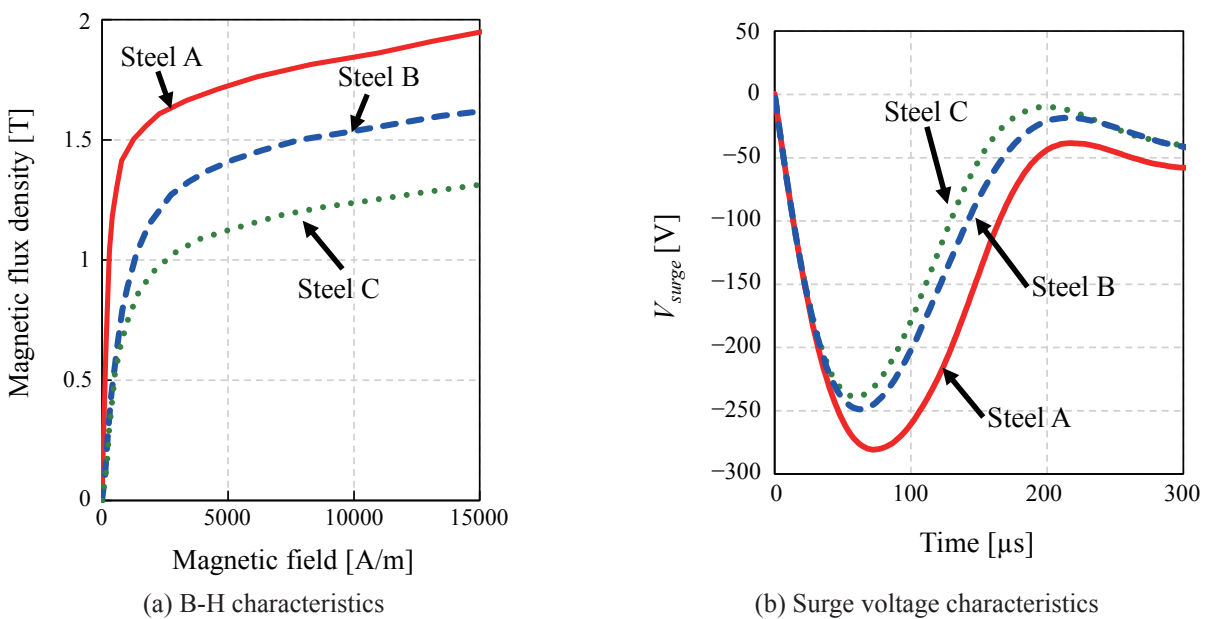 Magnetic flux density [T]
2
1.5
1
0.5
0
Steel A
Steel B
Steel C
0 5000 10000 15000
Magnetic field [A/m]
(a) B-H characteristics
V_surge [V]
50
0
−50
−100
−150
−200
−250
−300
Steel C
Steel B
Steel A
0 100 200 300
Time [µs]
(b) Surge voltage characteristics